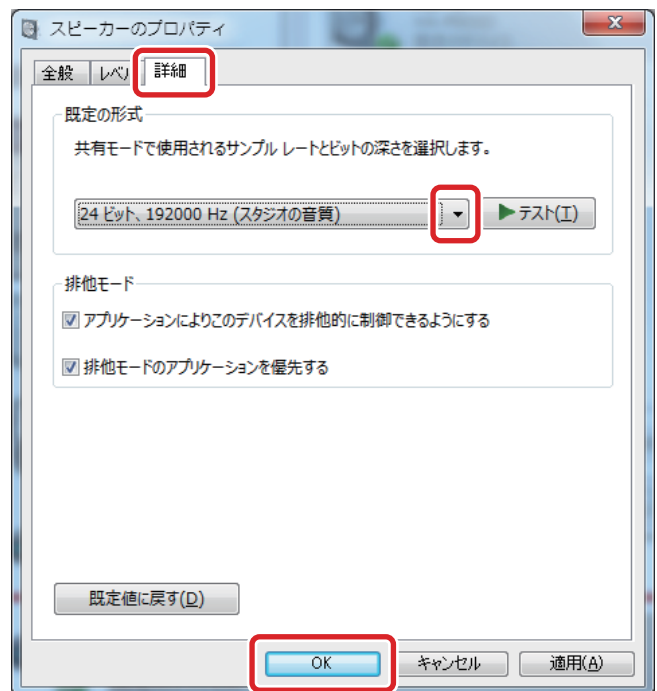 スピーカーのプロパティ
全般 レベル 詳細
既定の形式
共有モードで使用されるサンプル レートとビットの深さを選択します。
24 ビット、192000 Hz (スタジオの音質) テスト(T)
排他モード
アプリケーションによりこのデバイスを排他的に制御できるようにする
排他モードのアプリケーションを優先する
既定値に戻す(D)
OK キャンセル 適用(A)